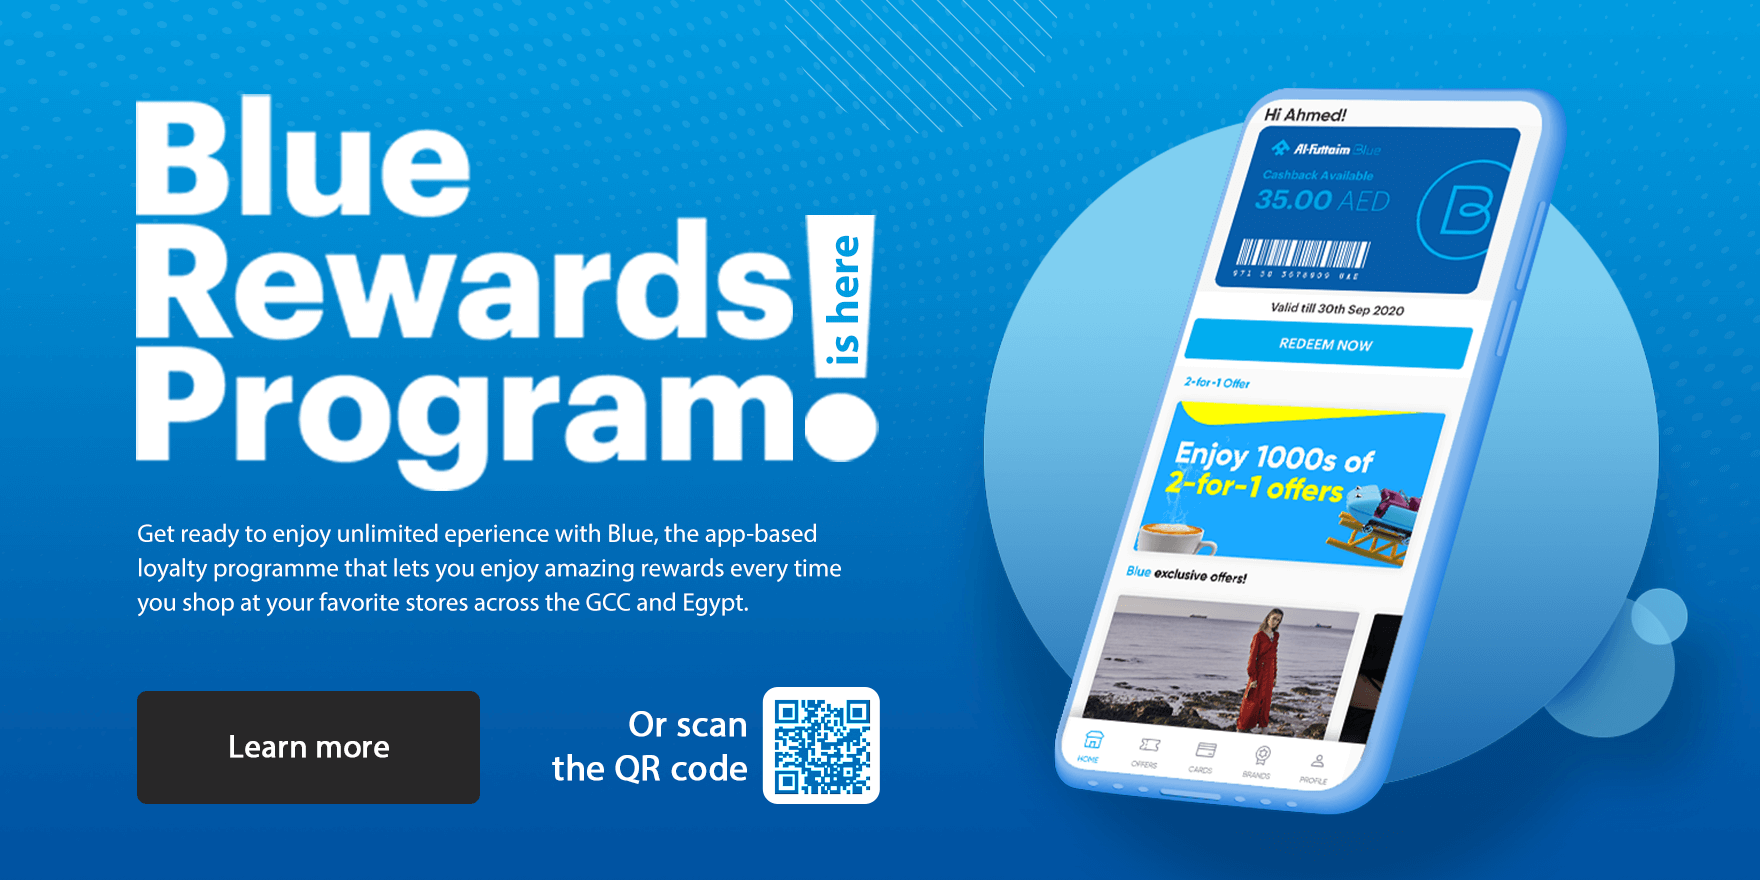 Blue
Rewards
Program
is here
Get ready to enjoy unlimited eperience with Blue, the app-based
loyalty programme that lets you enjoy amazing rewards every time
you shop at your favorite stores across the GCC and Egypt.
Learn more
Or scan
the QR code
Hi Ahmed!
Al-Futtaim Blue
Cashback Available
35.00 AED
B
Valid till 30th Sep 2020
REDEEM NOW
2-for-1 Offer
Enjoy 1000s of
2-for-1 offers
Blue exclusive offers!
HOME
OFFERS
CARDS
BRANDS
PROFILE